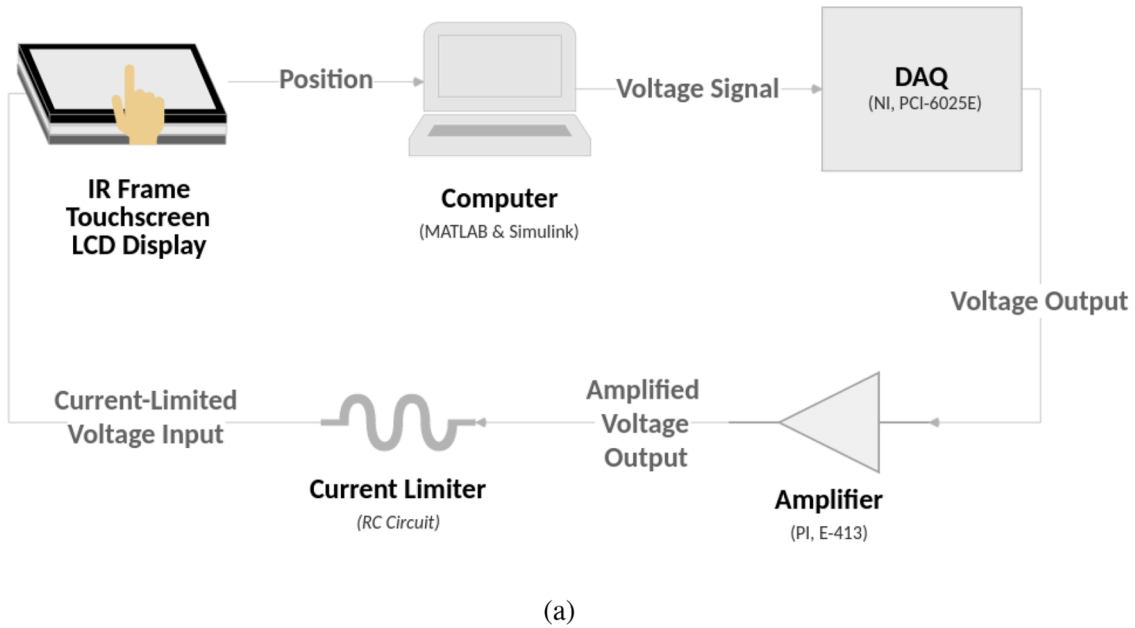 Position
Voltage Signal
DAQ
(NI, PCI-6025E)
IR Frame
Touchscreen
LCD Display
Computer
(MATLAB & Simulink)
Voltage Output
Current-Limited
Voltage Input
Amplified
Voltage
Output
Current Limiter
(RC Circuit)
Amplifier
(PI, E-413)
(a)